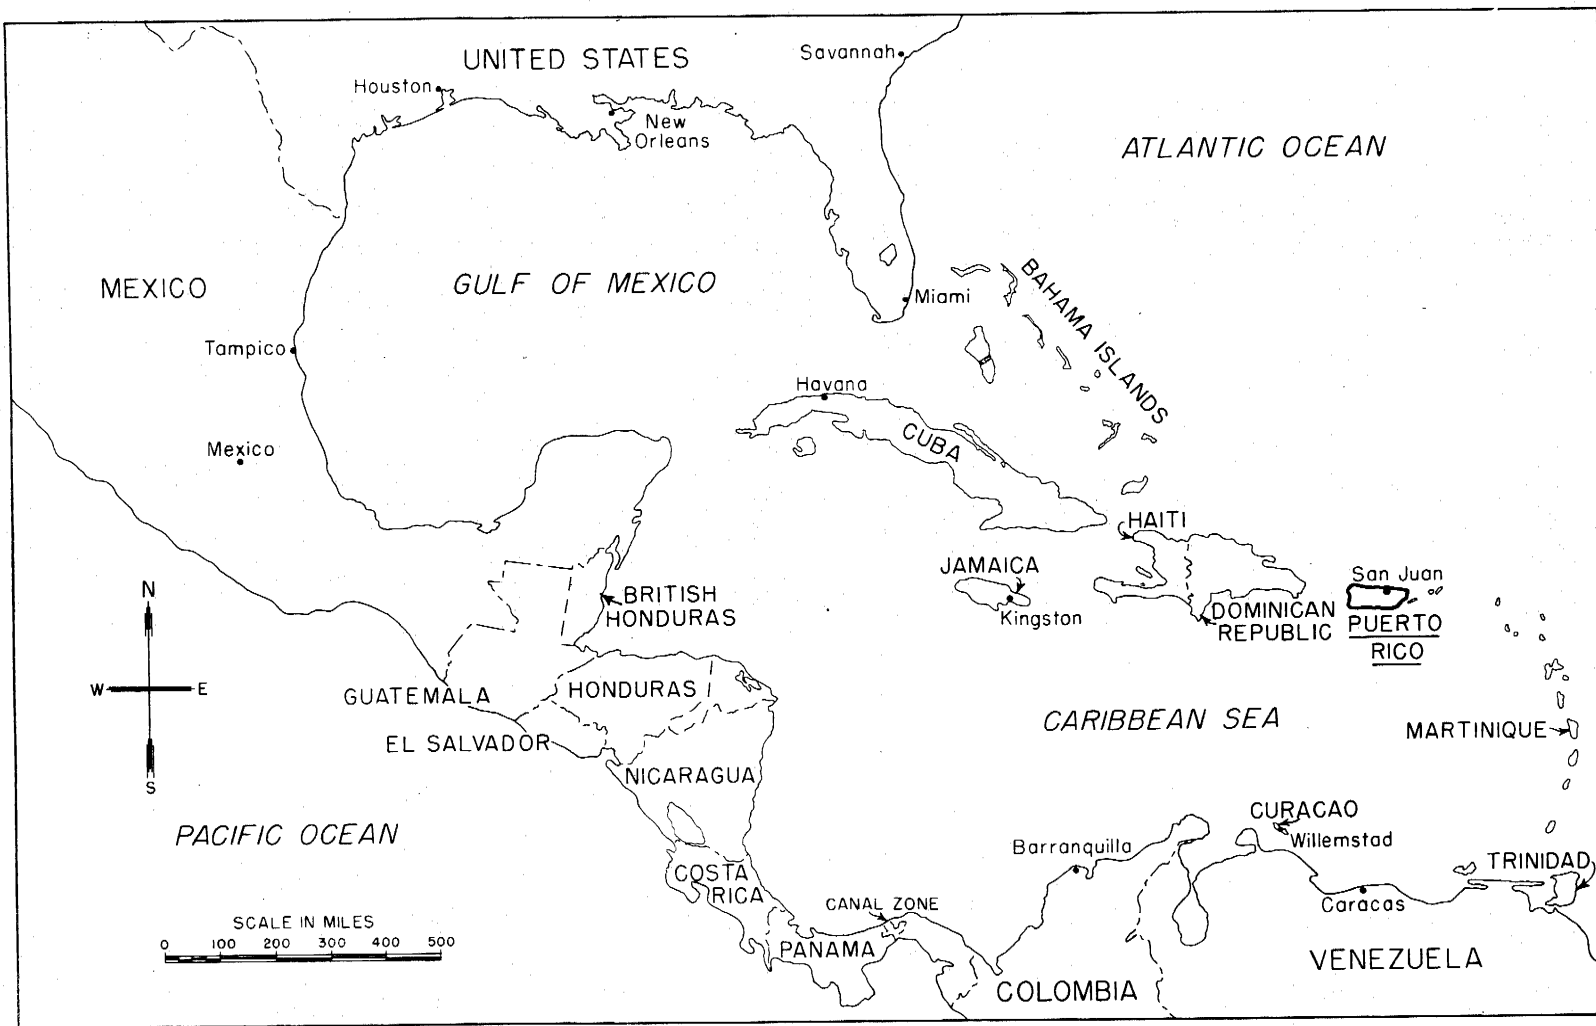 UNITED STATES
Savannah
Houston
New
Orleans
ATLANTIC OCEAN
MEXICO
GULF OF MEXICO
BAHAMA ISLANDS
Miami
Tampico
Havana
CUBA
Mexico
HAITI
JAMAICA
Kingston
San Juan
DOMINICAN
REPUBLIC
PUERTO
RICO
BRITISH
HONDURAS
N
W
E
S
GUATEMALA
HONDURAS
EL SALVADOR
NICARAGUA
CARIBBEAN SEA
MARTINIQUE
PACIFIC OCEAN
CURACAO
Willemstad
Barranquilla
TRINIDAD
COSTA
RICA
CANAL ZONE
Caracas
PANAMA
COLOMBIA
VENEZUELA
SCALE IN MILES
0 100 200 300 400 500